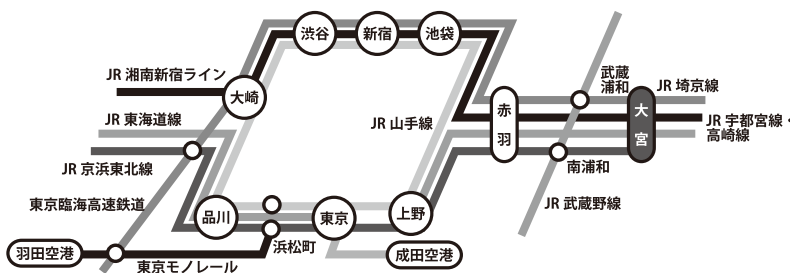 渋谷
新宿
池袋
JR 湘南新宿ライン
大崎
武蔵
浦和
JR 埼京線
赤羽
大宮
JR 東海道線
JR 山手線
JR 宇都宮線・
高崎線
JR 京浜東北線
南浦和
東京臨海高速鉄道
品川
東京
上野
JR 武蔵野線
浜松町
羽田空港
成田空港
東京モノレール